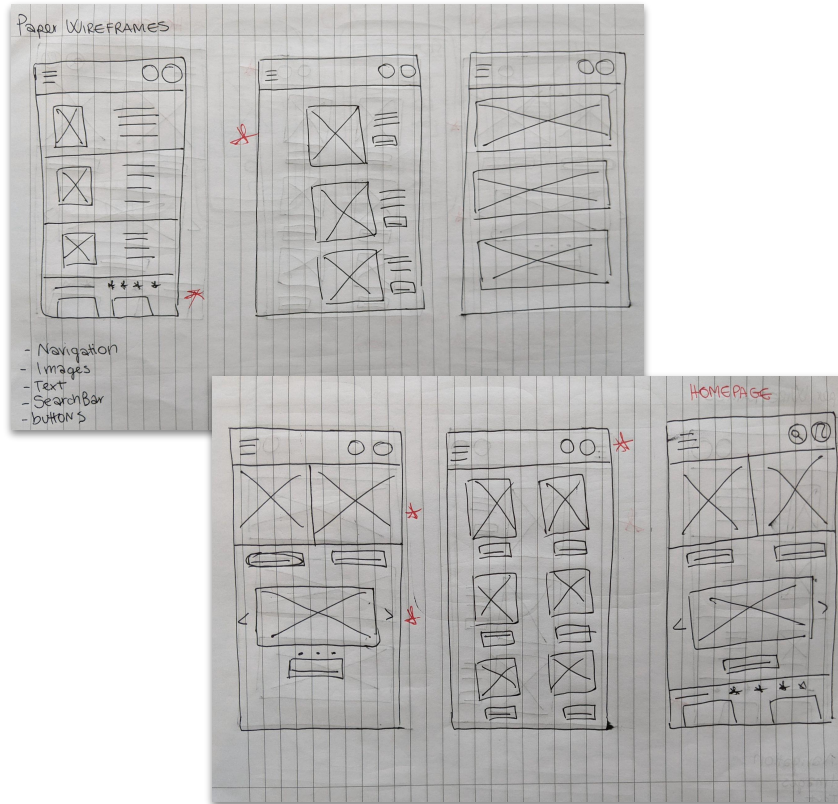 Paper WIREFRAMES
- Navigation
- Images
- Text
- SearchBar
- buttons
HOMEPAGE